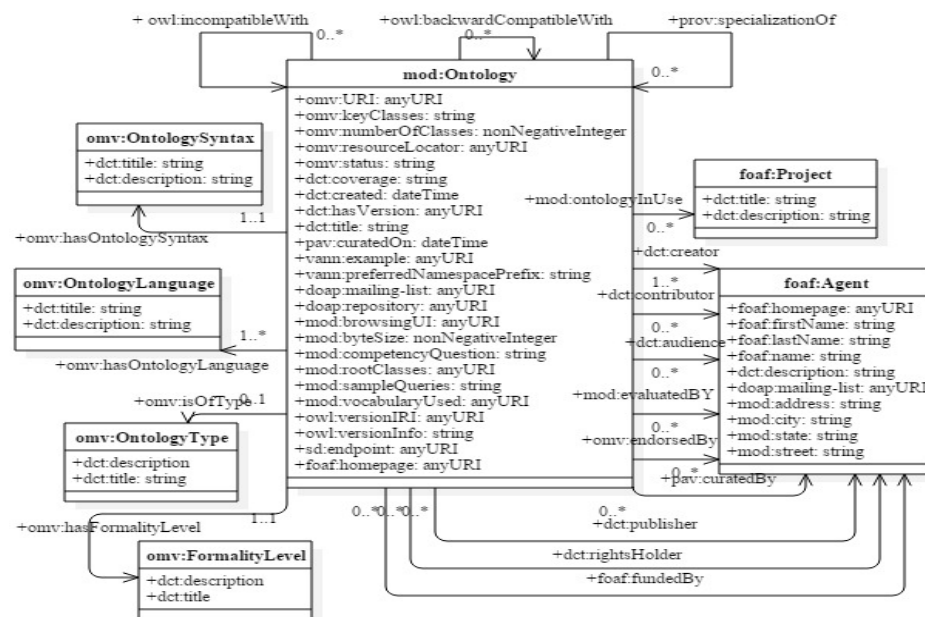 + owl:incompatibleWith
+owl:backwardCompatibleWith
+prov:specializationOf
0..*
0..*
0..*
mod:Ontology
+omv:URI: anyURI
+omv:keyClasses: string
+omv:numberOfClasses: nonNegativeInteger
+omv:resourceLocator: anyURI
+omv:status: string
+dct:coverage: string
+dct:created: dateTime
+dct:hasVersion: anyURI
+dct:title: string
+pav:curatedOn: dateTime
+vann:example: anyURI
+vann:preferredNamespacePrefix: string
+doap:mailing-list: anyURI
+doap:repository: anyURI
+mod:browsingUI: anyURI
+mod:byteSize: nonNegativeInteger
+mod:competencyQuestion: string
+mod:rootClasses: anyURI
+mod:sampleQueries: string
+mod:vocabularyUsed: anyURI
+owl:versionIRI: anyURI
+owl:versionInfo: string
+sd:endpoint: anyURI
+foaf:homepage: anyURI
omv:OntologySyntax
+dct:titile: string
+dct:description: string
1..1
+omv:hasOntologySyntax
omv:OntologyLanguage
+dct:titile: string
+dct:description: string
1..*
+omv:hasOntologyLanguage
+omv:isOfType
0..1
omv:OntologyType
+dct:description
+dct:title: string
+omv:hasFormalityLevel
1..1
omv:FormalityLevel
+dct:description
+dct:title
foaf:Project
+dct:title: string
+dct:description: string
+mod:ontologyInUse
0..*
+dct:creator
1..*
+dct:contributor
0..*
+dct:audience
0..*
+mod:evaluatedBY
0..*
+omv:endorsedBy
0..*
+pav:curatedBy
foaf:Agent
+foaf:homepage: anyURI
+foaf:firstName: string
+foaf:lastName: string
+foaf:name: string
+dct:description: string
+doap:mailing-list: anyURI
+mod:address: string
+mod:city: string
+mod:state: string
+mod:street: string
0..*
0..*
0..*
0..*
+dct:publisher
+dct:rightsHolder
+foaf:fundedBy